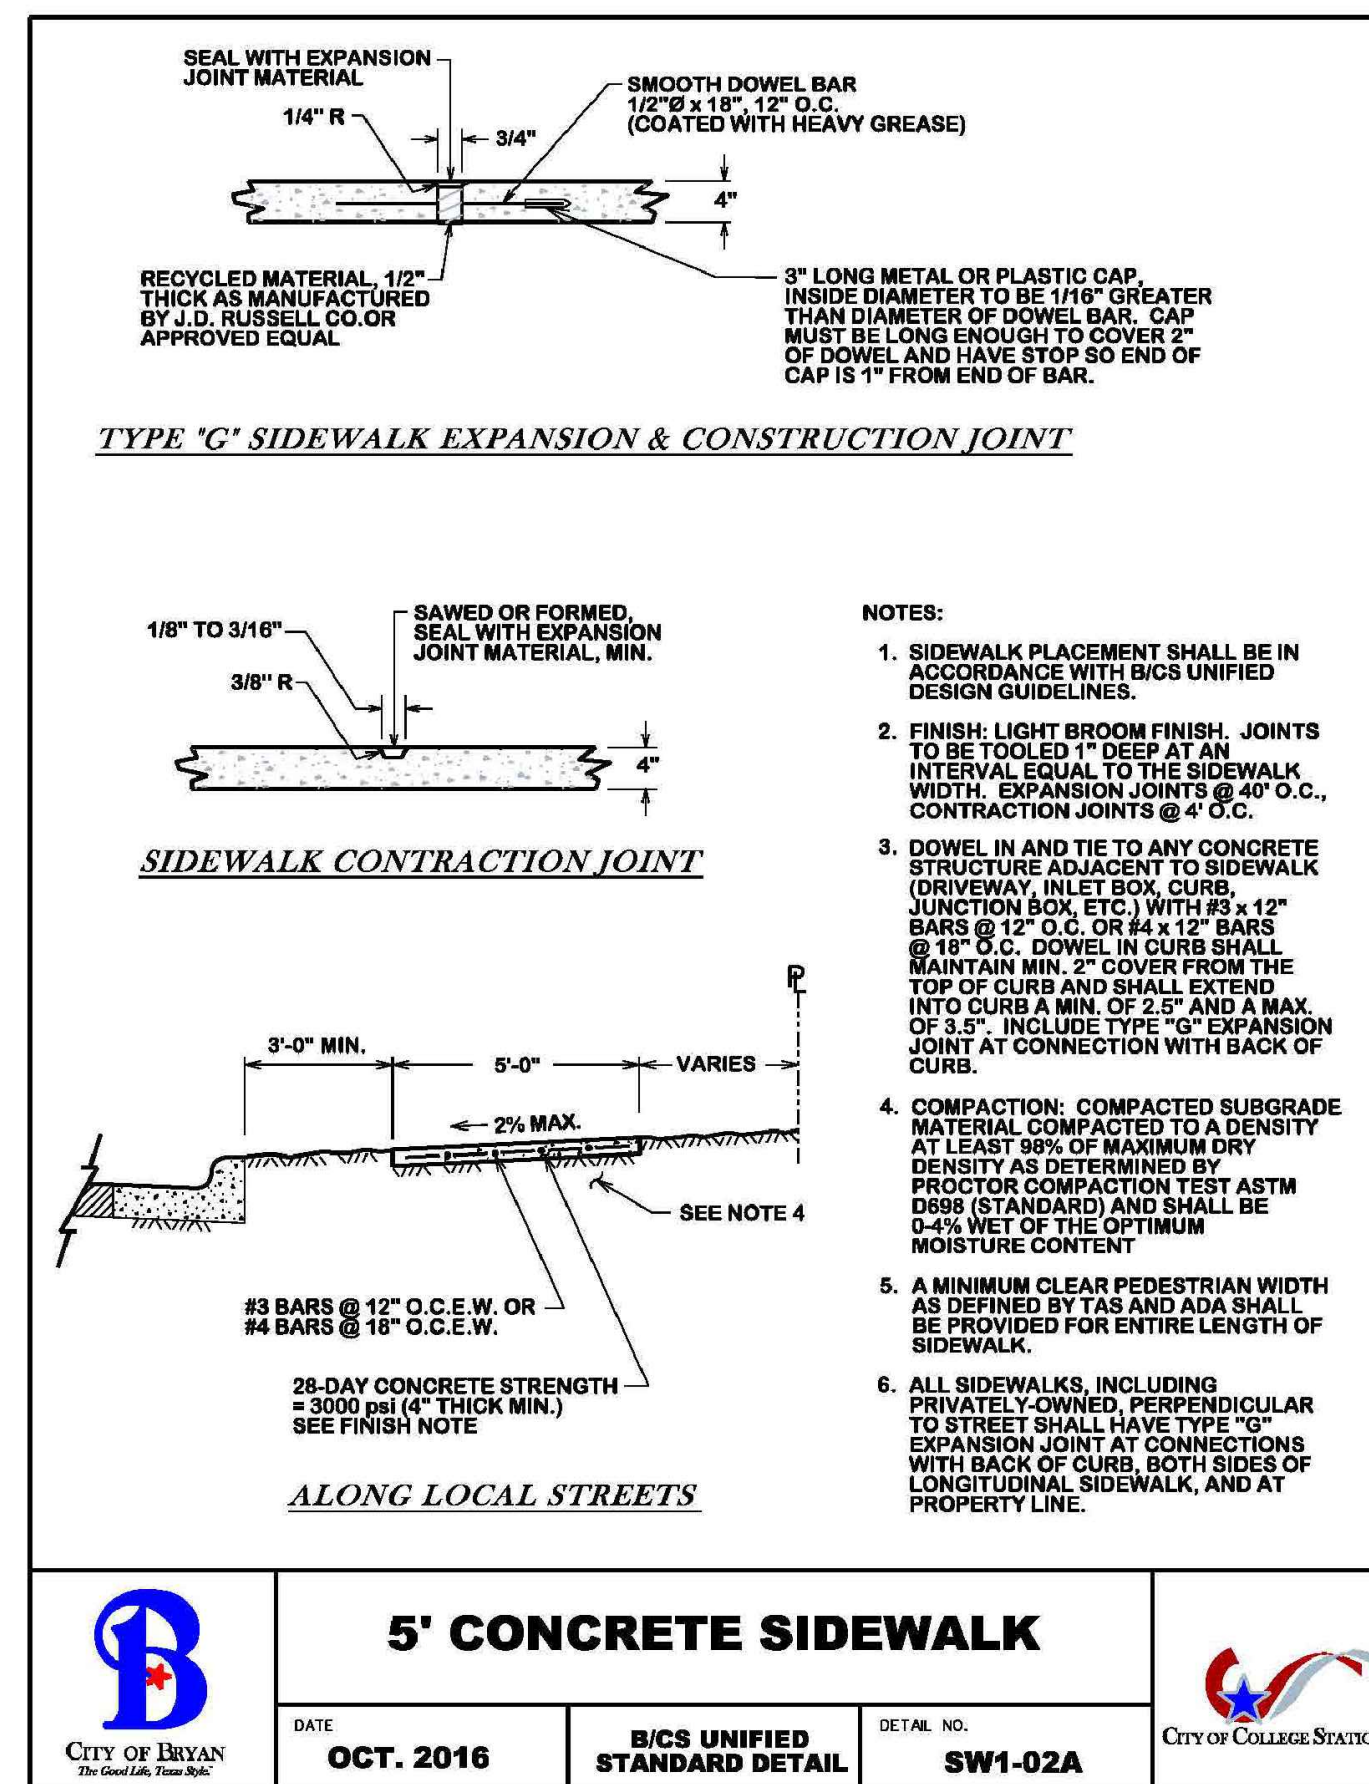 SEAL WITH EXPANSION
JOINT MATERIAL
1/4" R
3/4"
SMOOTH DOWEL BAR
1/2"Ø x 18", 12" O.C.
(COATED WITH HEAVY GREASE)
4"
RECYCLED MATERIAL, 1/2"
THICK AS MANUFACTURED
BY J.D. RUSSELL CO.OR
APPROVED EQUAL
3" LONG METAL OR PLASTIC CAP,
INSIDE DIAMETER TO BE 1/16" GREATER
THAN DIAMETER OF DOWEL BAR. CAP
MUST BE LONG ENOUGH TO COVER 2"
OF DOWEL AND HAVE STOP SO END OF
CAP IS 1" FROM END OF BAR.
TYPE "G" SIDEWALK EXPANSION & CONSTRUCTION JOINT
1/8" TO 3/16"
3/8" R
SAWED OR FORMED,
SEAL WITH EXPANSION
JOINT MATERIAL, MIN.
4"
SIDEWALK CONTRACTION JOINT
3'-0" MIN.
5'-0"
VARIES
PL
2% MAX.
SEE NOTE 4
#3 BARS @ 12" O.C.E.W. OR
#4 BARS @ 18" O.C.E.W.
28-DAY CONCRETE STRENGTH
= 3000 psi (4" THICK MIN.)
SEE FINISH NOTE
ALONG LOCAL STREETS
NOTES:
1. SIDEWALK PLACEMENT SHALL BE IN
ACCORDANCE WITH B/CS UNIFIED
DESIGN GUIDELINES.
2. FINISH: LIGHT BROOM FINISH. JOINTS
TO BE TOOLED 1" DEEP AT AN
INTERVAL EQUAL TO THE SIDEWALK
WIDTH. EXPANSION JOINTS @ 40' O.C.,
CONTRACTION JOINTS @ 4' O.C.
3. DOWEL IN AND TIE TO ANY CONCRETE
STRUCTURE ADJACENT TO SIDEWALK
(DRIVEWAY, INLET BOX, CURB,
JUNCTION BOX, ETC.) WITH #3 x 12"
BARS @ 12" O.C. OR #4 x 12" BARS
@ 18" O.C. DOWEL IN CURB SHALL
MAINTAIN MIN. 2" COVER FROM THE
TOP OF CURB AND SHALL EXTEND
INTO CURB A MIN. OF 2.5" AND A MAX.
OF 3.5". INCLUDE TYPE "G" EXPANSION
JOINT AT CONNECTION WITH BACK OF
CURB.
4. COMPACTION: COMPACTED SUBGRADE
MATERIAL COMPACTED TO A DENSITY
AT LEAST 98% OF MAXIMUM DRY
DENSITY AS DETERMINED BY
PROCTOR COMPACTION TEST ASTM
D698 (STANDARD) AND SHALL BE
0-4% WET OF THE OPTIMUM
MOISTURE CONTENT
5. A MINIMUM CLEAR PEDESTRIAN WIDTH
AS DEFINED BY TAS AND ADA SHALL
BE PROVIDED FOR ENTIRE LENGTH OF
SIDEWALK.
6. ALL SIDEWALKS, INCLUDING
PRIVATELY-OWNED, PERPENDICULAR
TO STREET SHALL HAVE TYPE "G"
EXPANSION JOINT AT CONNECTIONS
WITH BACK OF CURB, BOTH SIDES OF
LONGITUDINAL SIDEWALK, AND AT
PROPERTY LINE.
B
CITY OF BRYAN
The Good Life, Texas Style.™
5' CONCRETE SIDEWALK
DATE
OCT. 2016
B/CS UNIFIED
STANDARD DETAIL
DETAIL NO.
SW1-02A
CITY OF COLLEGE STATIO